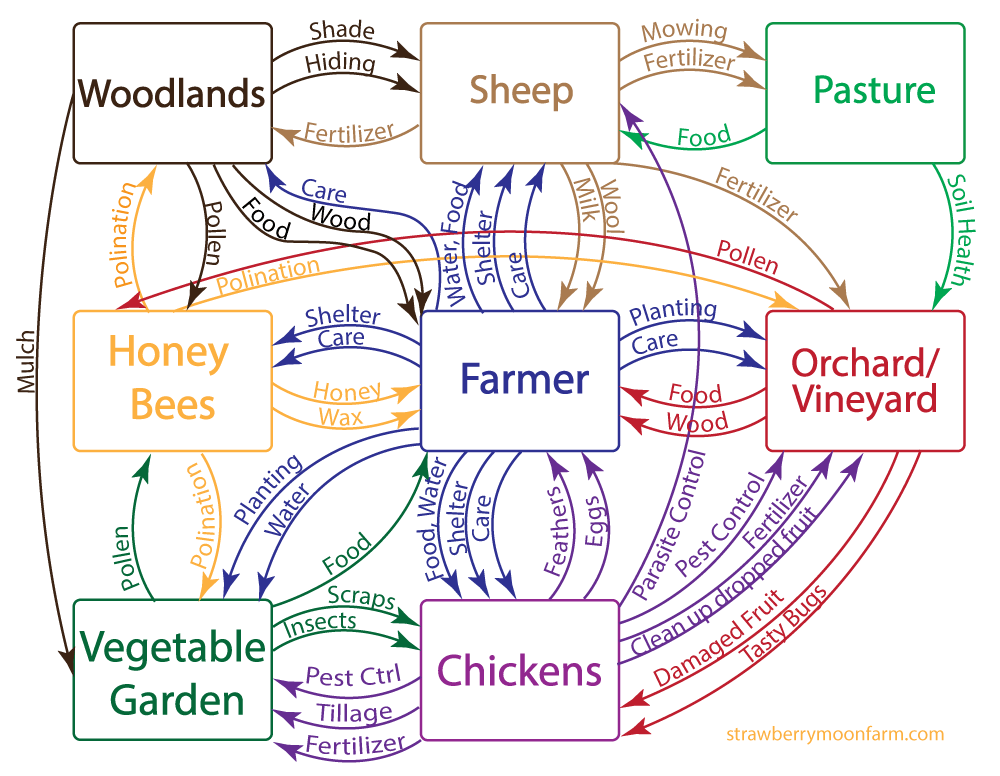 Shade
Hiding
Fertilizer
Woodlands
Sheep
Mowing
Fertilizer
Food
Pasture
Polination
Pollen
Food
Wood
Care
Water, Food
Shelter
Care
Milk
Wool
Fertilizer
Soil Health
Polination
Pollen
Mulch
Honey
Bees
Shelter
Care
Honey
Wax
Farmer
Planting
Care
Food
Wood
Orchard/
Vineyard
Pollen
Polination
Planting
Water
Food
Food, Water
Shelter
Care
Feathers
Eggs
Parasite Control
Pest Control
Fertilizer
Clean up dropped fruit
Damaged Fruit
Tasty Bugs
Vegetable
Garden
Scraps
Insects
Pest Ctrl
Tillage
Fertilizer
Chickens
strawberrymoonfarm.com